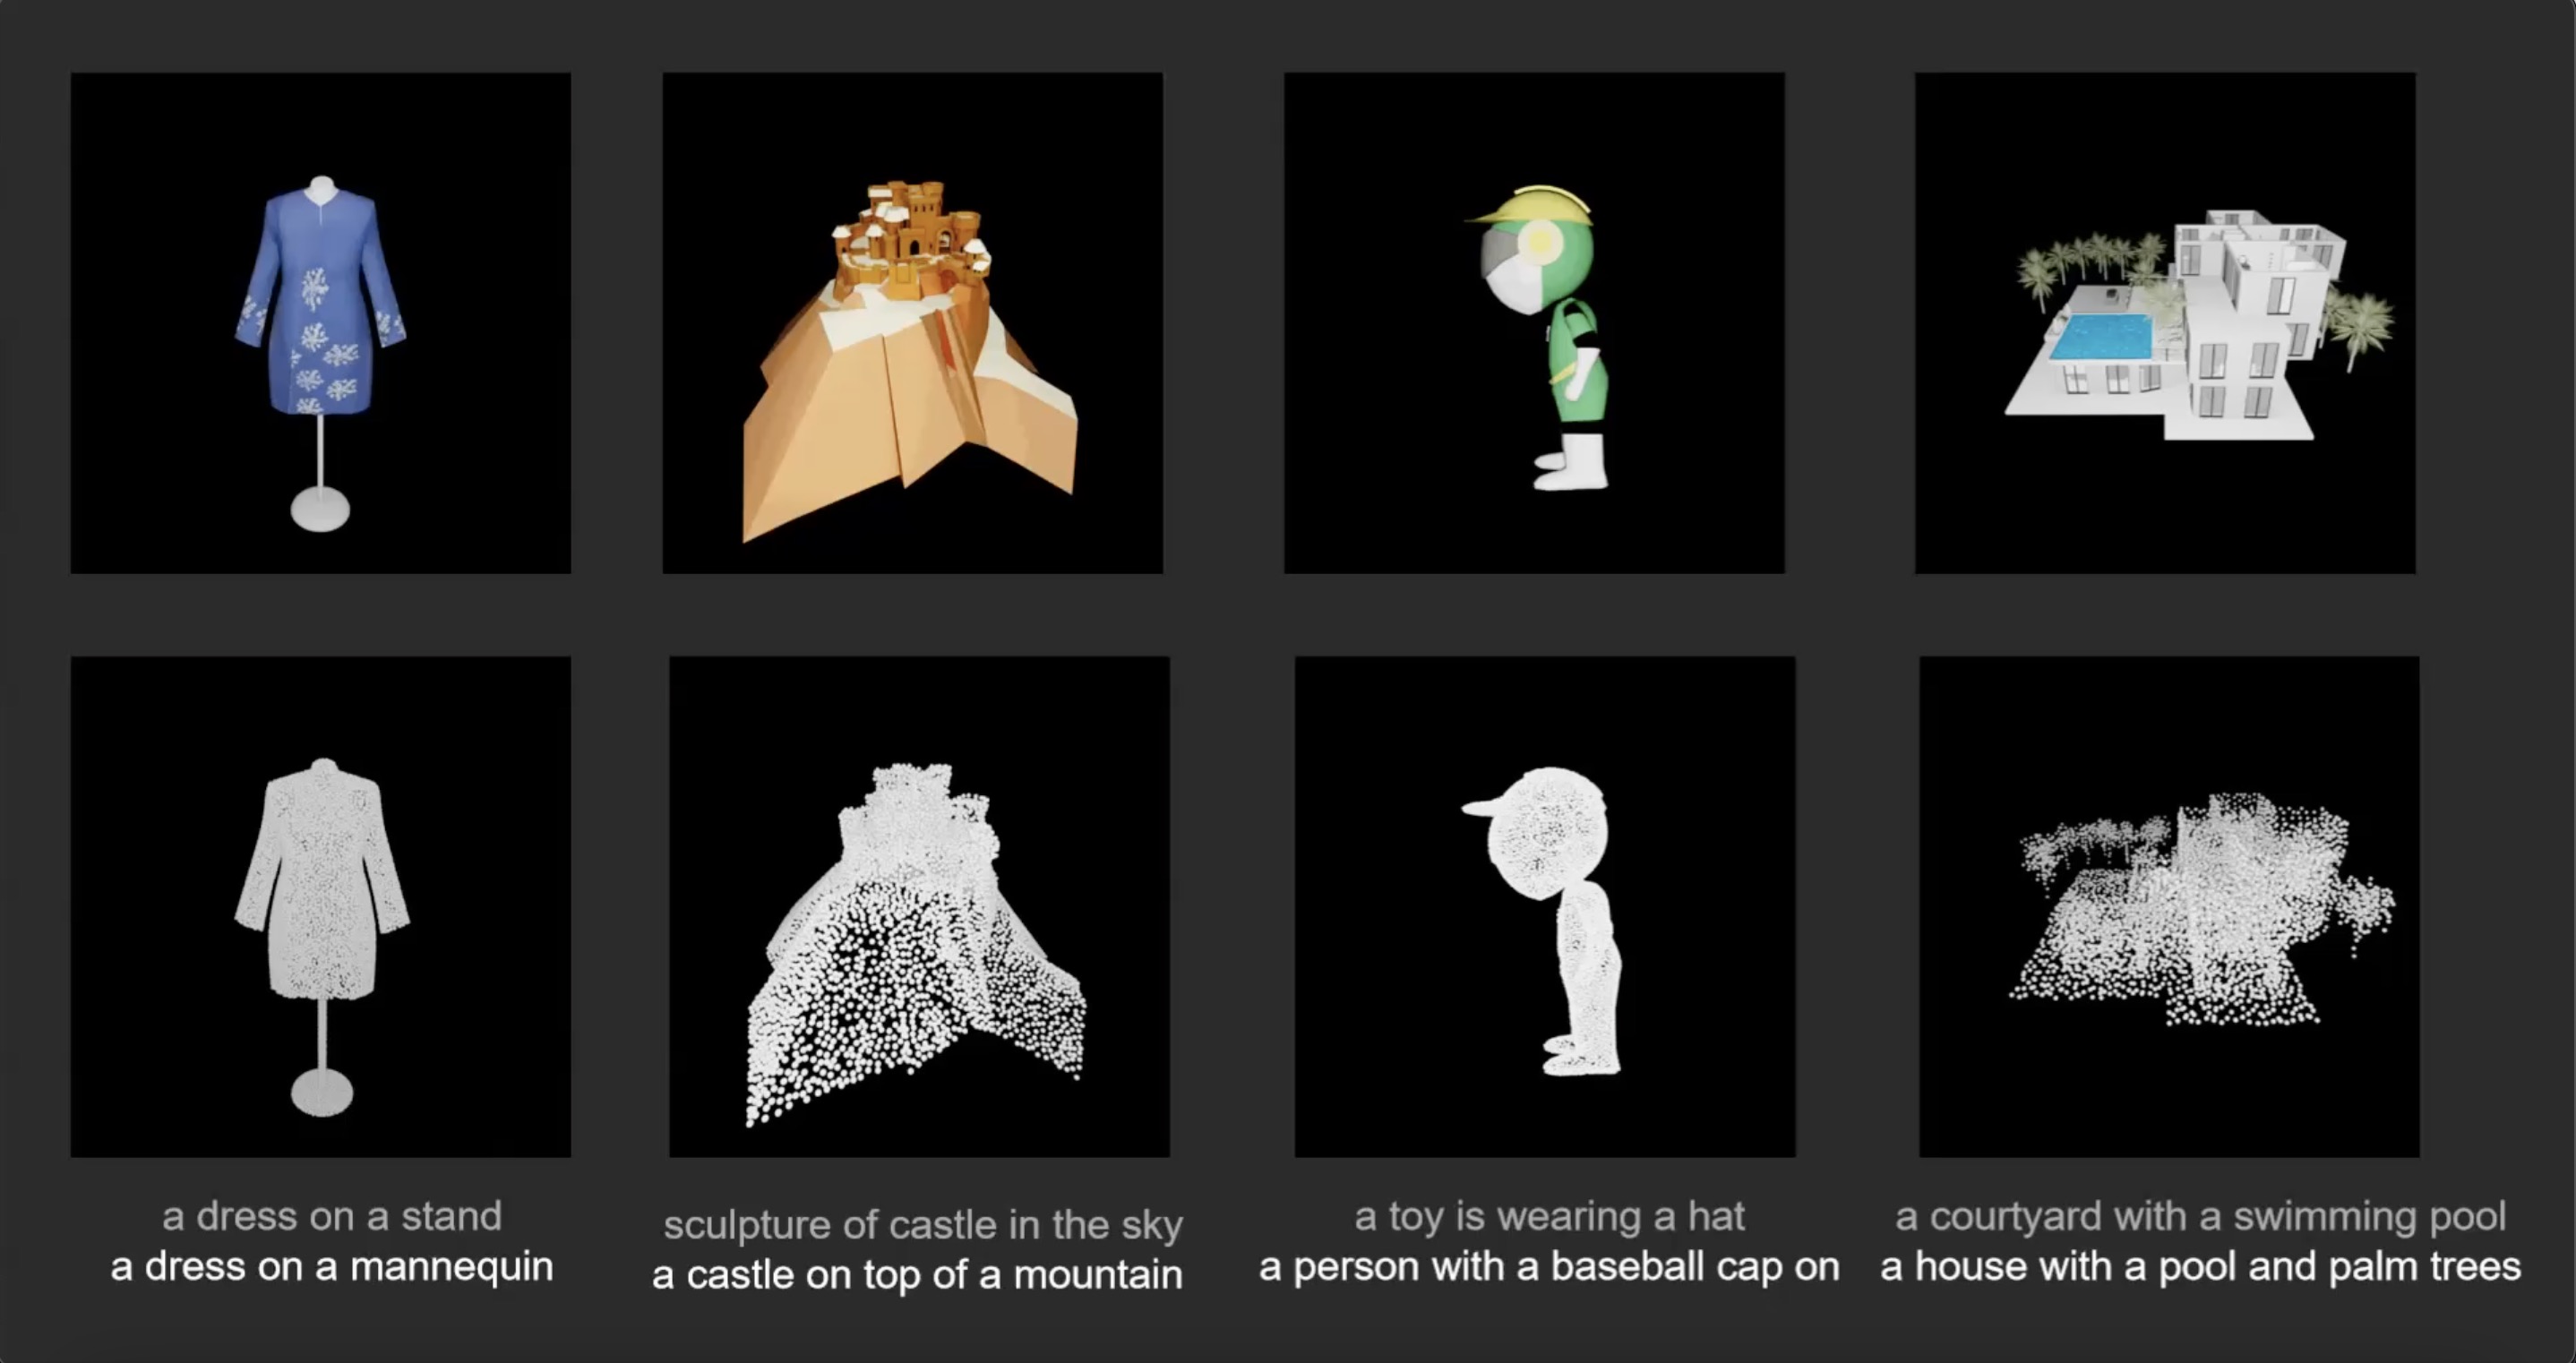 a dress on a stand
a dress on a mannequin
sculpture of castle in the sky
a castle on top of a mountain
a toy is wearing a hat
a person with a baseball cap on
a courtyard with a swimming pool
a house with a pool and palm trees